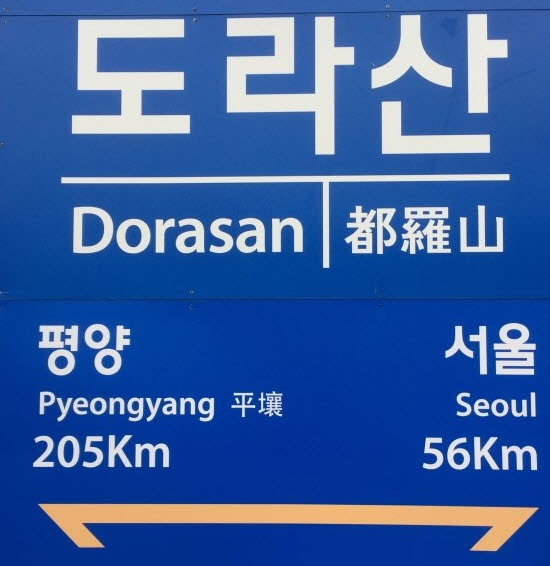 도라산
Dorasan 都羅山
평양 서울
Pyeongyang 平壤 Seoul
205Km 56Km